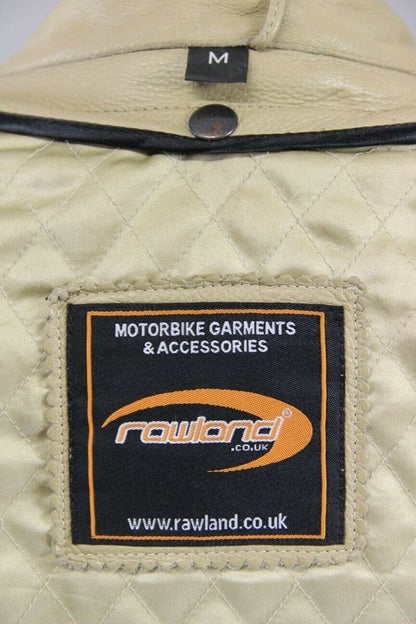 M
MOTORBIKE GARMENTS
& ACCESSORIES
rawland®
.CO.UK
www.rawland.co.uk